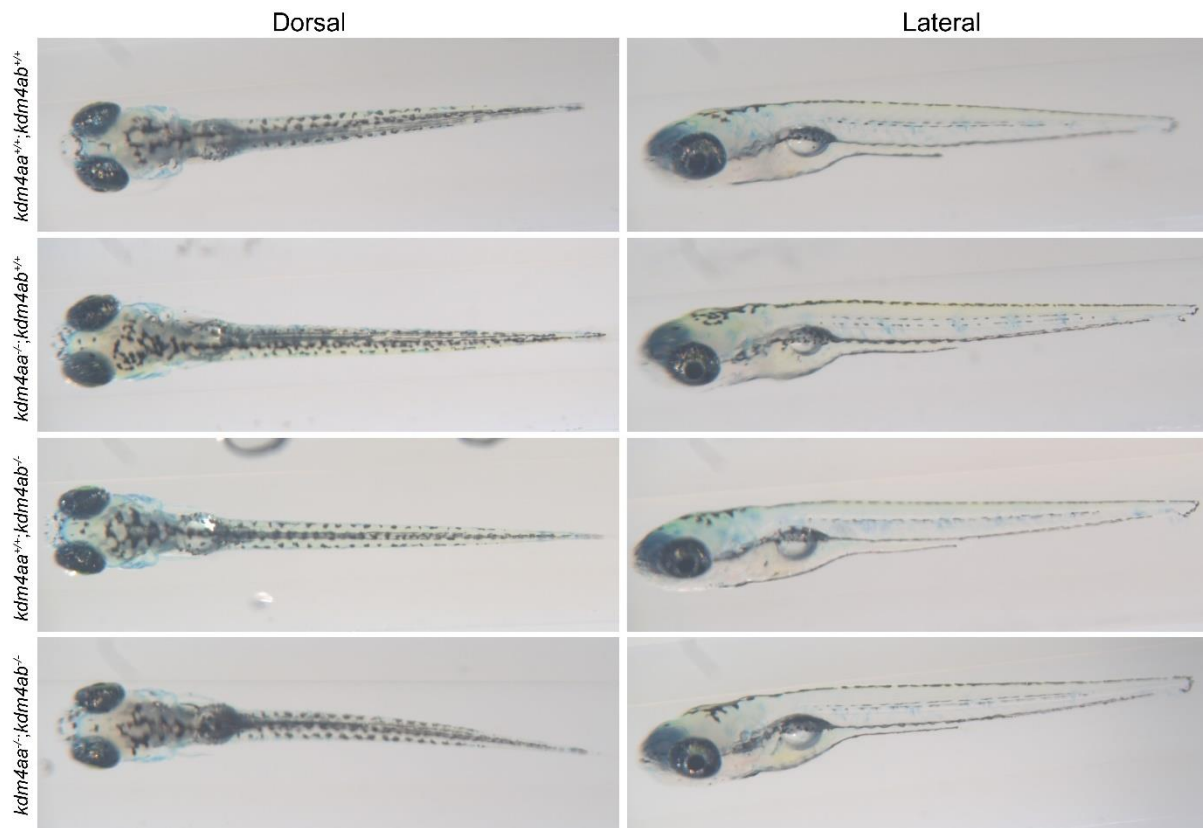 Dorsal Lateral
kdm4aa+/+;kdm4ab+/+
kdm4aa-/-;kdm4ab+/+
kdm4aa+/+;kdm4ab-/-
kdm4aa-/-;kdm4ab-/-